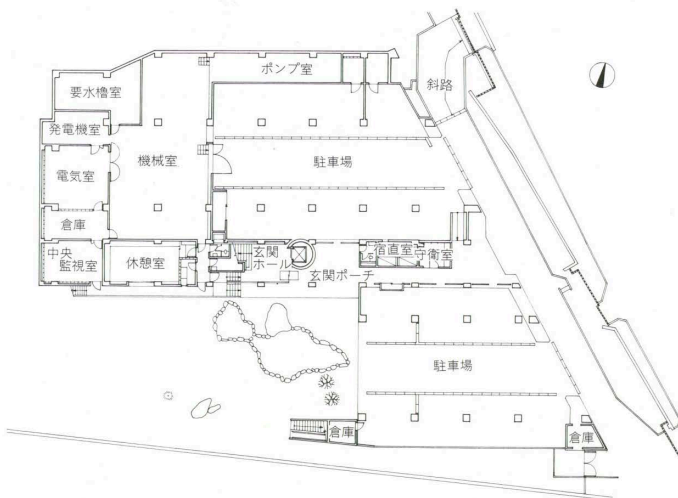 ポンプ室
斜路
要水櫓室
発電機室
機械室
駐車場
電気室
倉庫
中央
監視室
休憩室
玄関
ホール
宿直室
守衛室
玄関ポーチ
駐車場
倉庫
倉庫